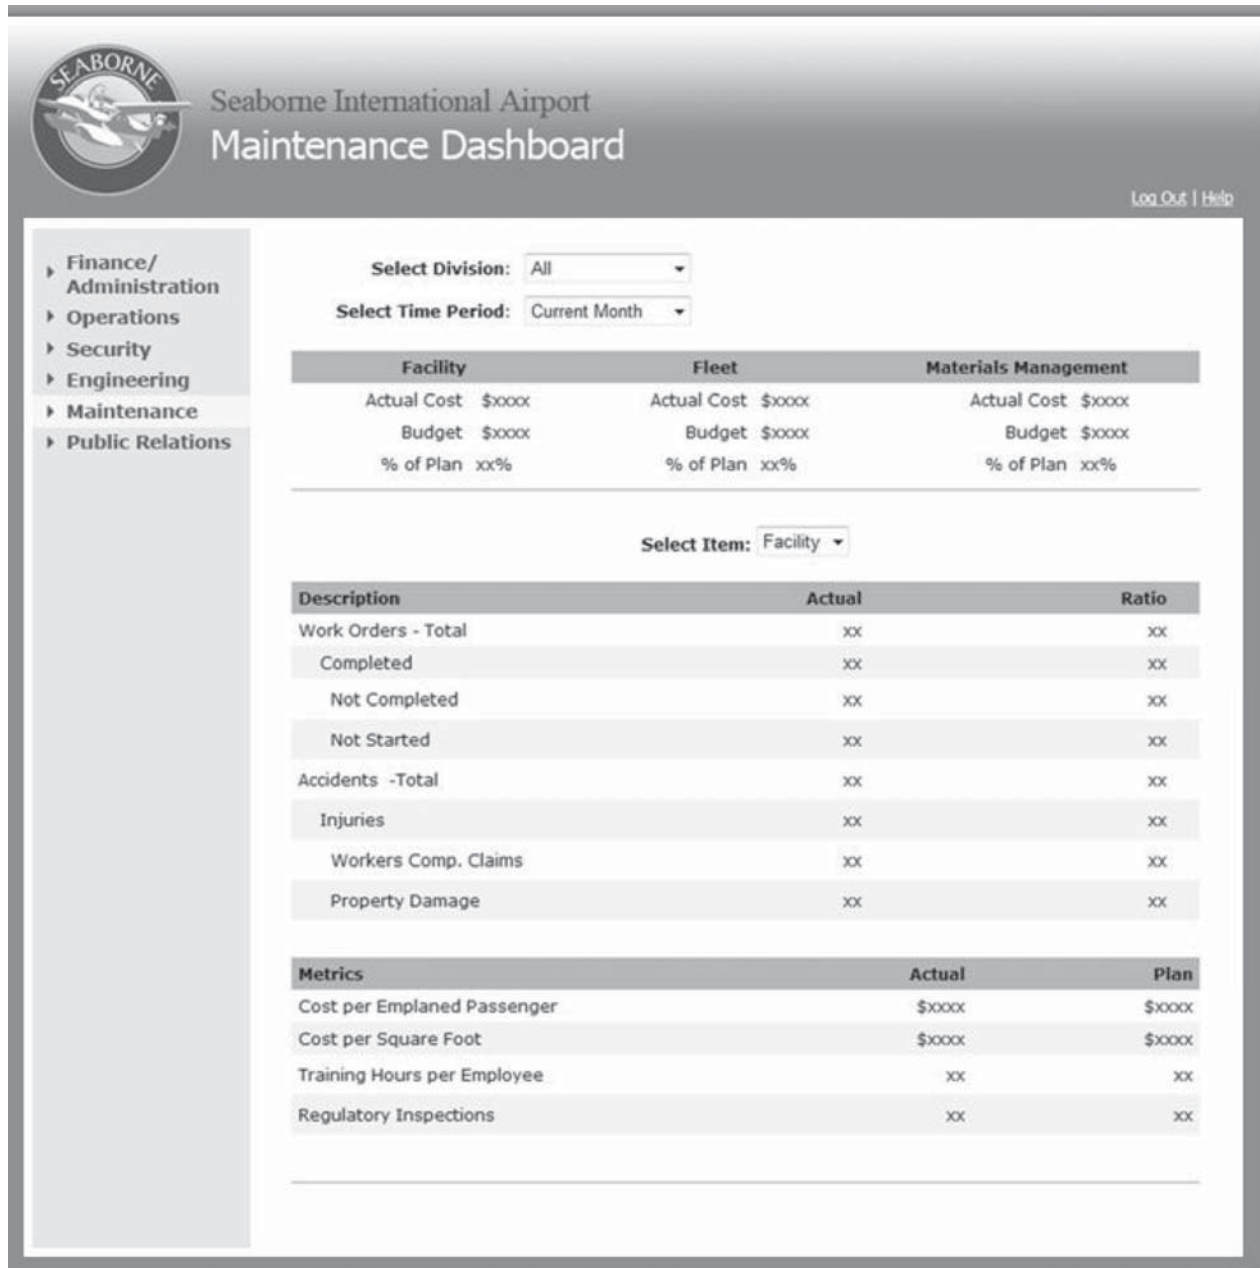 SEABORNE
Seaborne International Airport
Maintenance Dashboard
Log Out | Help
Finance/
Administration
Operations
Security
Engineering
Maintenance
Public Relations
Select Division: All
Select Time Period: Current Month
Facility Fleet Materials Management
Actual Cost $xxxx Actual Cost $xxxx Actual Cost $xxxx
Budget $xxxx Budget $xxxx Budget $xxxx
% of Plan xx% % of Plan xx% % of Plan xx%
Select Item: Facility
Description Actual Ratio
Work Orders - Total xx xx
Completed xx xx
Not Completed xx xx
Not Started xx xx
Accidents -Total xx xx
Injuries xx xx
Workers Comp. Claims xx xx
Property Damage xx xx
Metrics Actual Plan
Cost per Emplaned Passenger $xxxx $xxxx
Cost per Square Foot $xxxx $xxxx
Training Hours per Employee xx xx
Regulatory Inspections xx xx